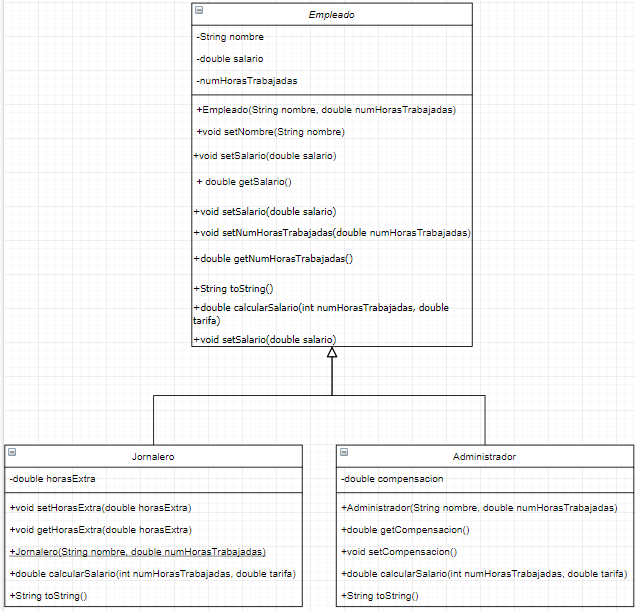 Empleado
-String nombre
-double salario
-numHorasTrabajadas
+Empleado(String nombre, double numHorasTrabajadas)
+void setNombre(String nombre)
+void setSalario(double salario)
+ double getSalario()
+void setSalario(double salario)
+void setNumHorasTrabajadas(double numHorasTrabajadas)
+double getNumHorasTrabajadas()
+String toString()
+double calcularSalario(int numHorasTrabajadas, double
tarifa)
+void setSalario(double salario)
Jornalero
-double horasExtra
+void setHorasExtra(double horasExtra)
+void getHorasExtra(double horasExtra)
+Jornalero(String nombre, double numHorasTrabajadas)
+double calcularSalario(int numHorasTrabajadas, double tarifa)
+String toString()
Administrador
-double compensacion
+Administrador(String nombre, double numHorasTrabajadas)
+double getCompensacion()
+void setCompensacion()
+double calcularSalario(int numHorasTrabajadas, double tarifa)
+String toString()